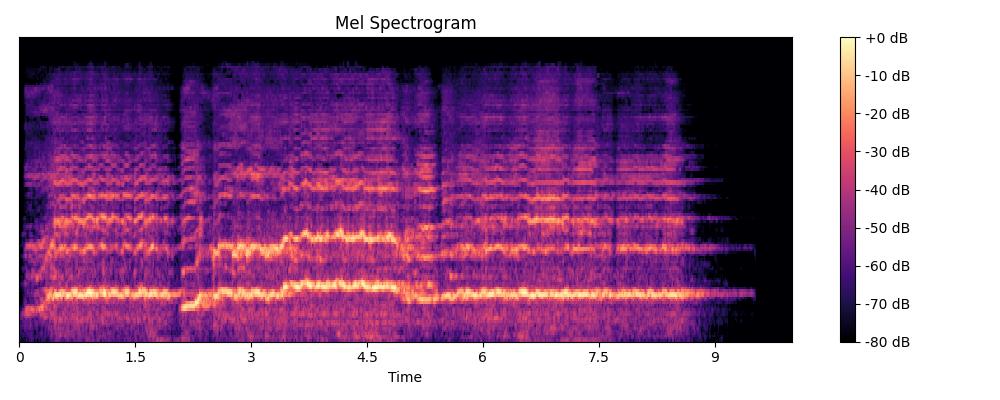 Mel Spectrogram
+0 dB
-10 dB
-20 dB
-30 dB
-40 dB
-50 dB
-60 dB
-70 dB
-80 dB
0 1.5 3 4.5 6 7.5 9
Time